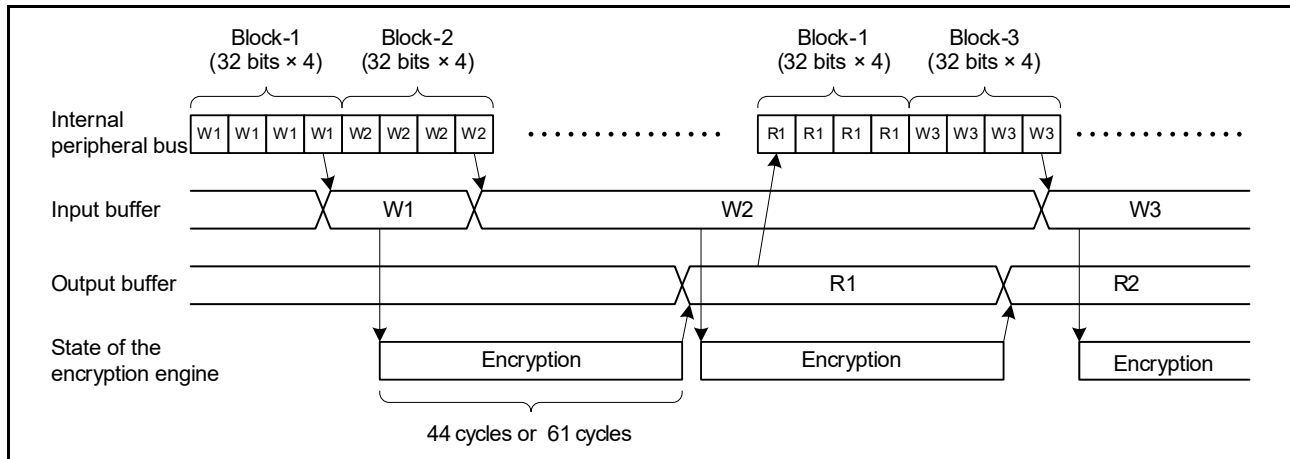 Block-1 Block-2 Block-1 Block-3
(32 bits × 4) (32 bits × 4) (32 bits × 4) (32 bits × 4)
Internal
peripheral bus W1 W1 W1 W1 W2 W2 W2 W2 R1 R1 R1 R1 W3 W3 W3 W3
Input buffer W1 W2 W3
Output buffer R1 R2
State of the
encryption engine Encryption Encryption Encryption
44 cycles or 61 cycles